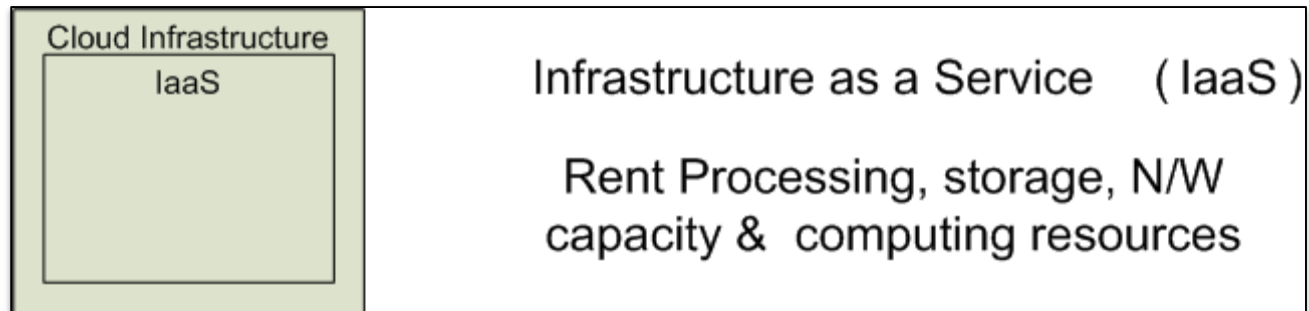 Cloud Infrastructure
IaaS
Infrastructure as a Service ( IaaS )
Rent Processing, storage, N/W
capacity & computing resources